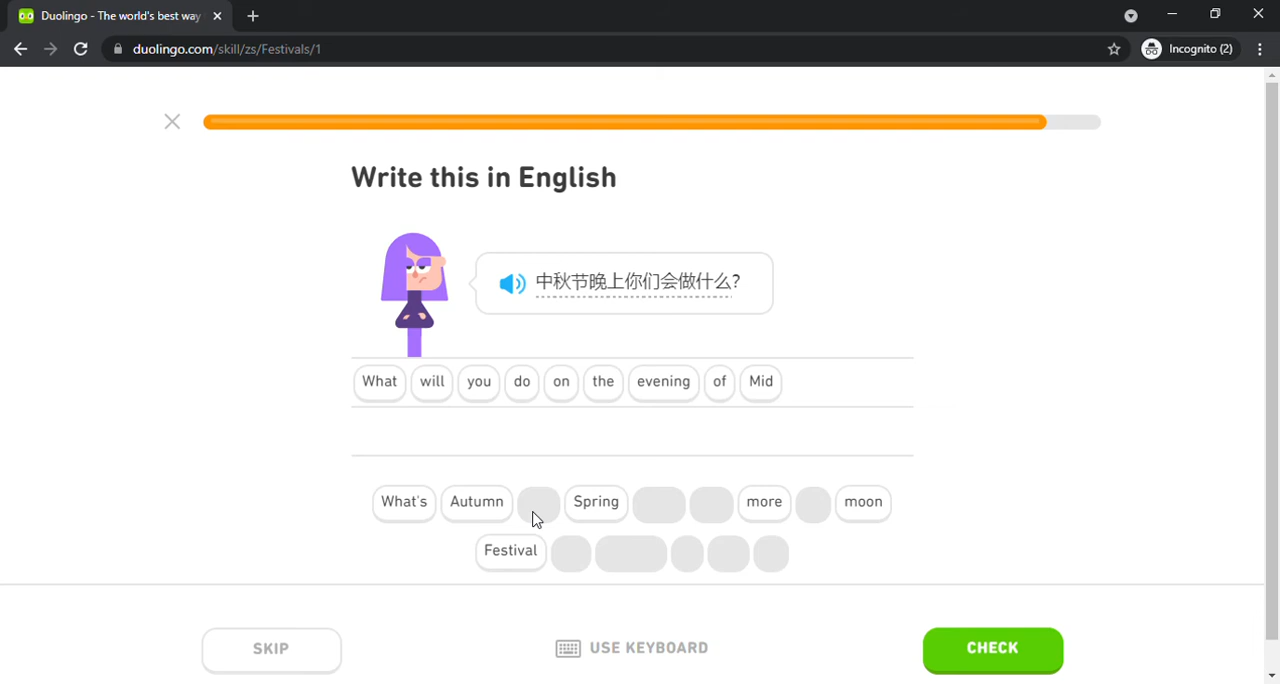 Duolingo - The world's best way
duolingo.com/skill/zs/Festivals/1
Incognito (2)
Write this in English
中秋节晚上你们会做什么?
What will you do on the evening of Mid
What's Autumn Spring more moon
Festival
SKIP
USE KEYBOARD
CHECK